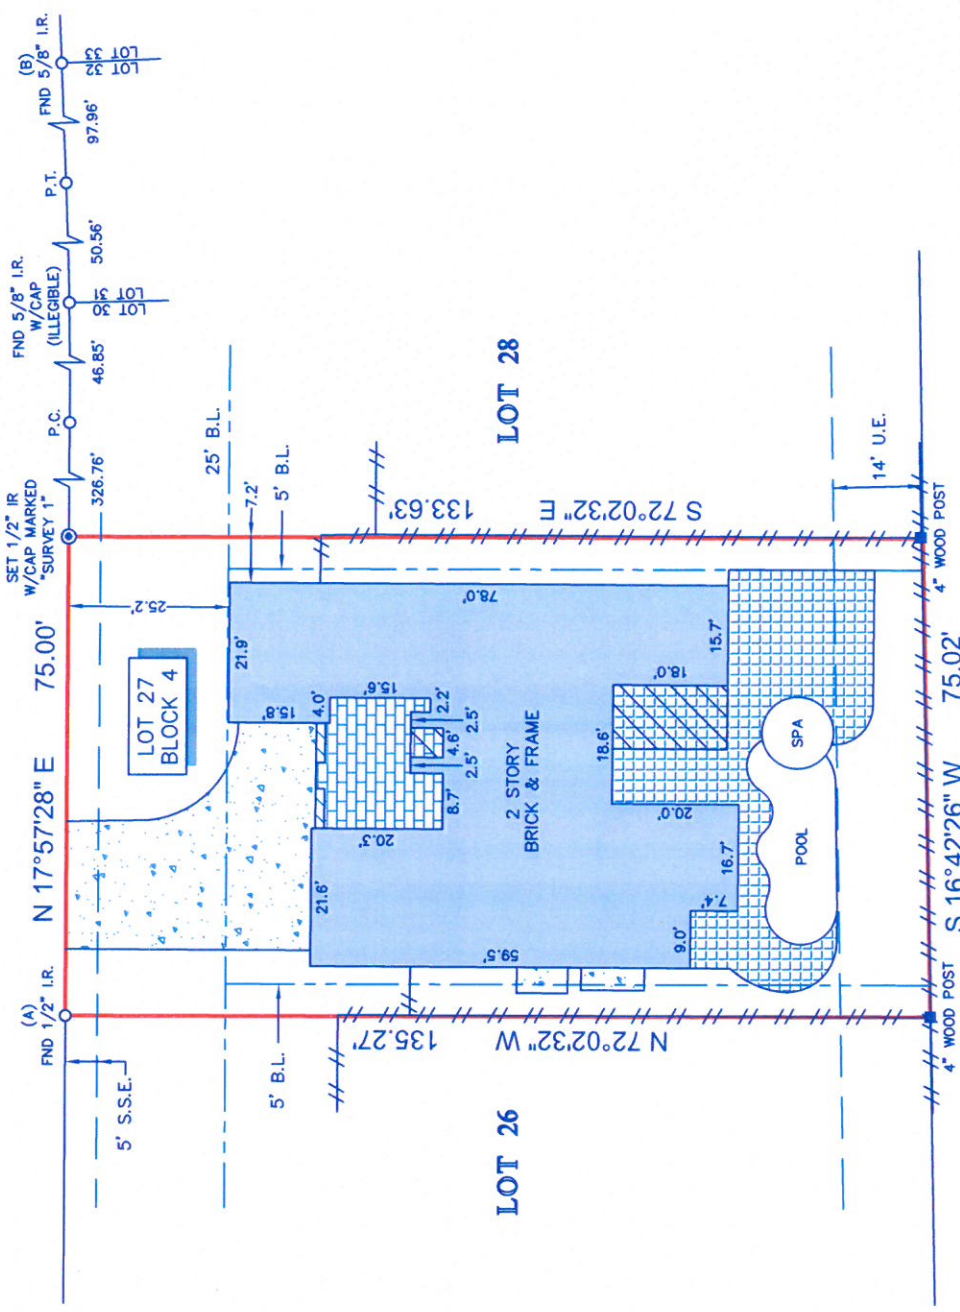 (B)
FND 5/8" I.R.
LOT 33
LOT 32
97.96'
P.T.
50.56'
FND 5/8" I.R.
W/CAP
(ILLEGIBLE)
LOT 31
LOT 30
46.85'
P.C.
326.76'
SET 1/2" IR
W/CAP MARKED
"SURVEY 1"
N 17°57'28" E 75.00'
(A)
FND 1/2" I.R.
5' S.S.E.
25.2'
25' B.L.
7.2'
5' B.L.
5' B.L.
LOT 27
BLOCK 4
LOT 28
LOT 26
S 72°02'32" E 133.63'
N 72°02'32" W 135.27'
21.9'
15.8'
4.0'
15.6'
2.2'
2.5'
4.6'
2.5'
8.7'
20.3'
21.6'
78.0'
59.5'
2 STORY
BRICK & FRAME
18.6'
18.0'
15.7'
20.0'
16.7'
7.4'
9.0'
SPA
POOL
14' U.E.
4" WOOD POST
4" WOOD POST
S 16°42'26" W 75.02'